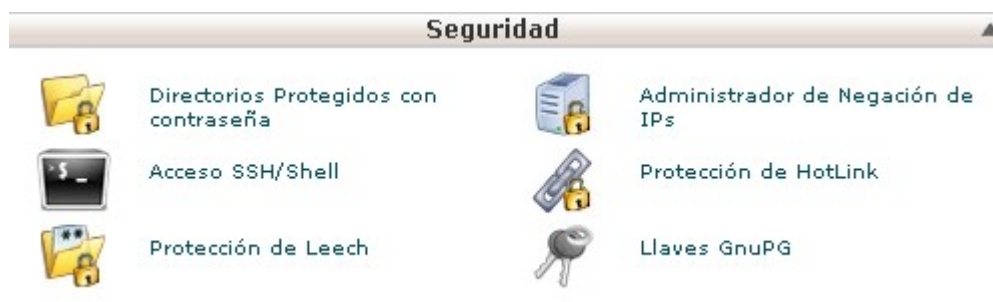 Seguridad
Directorios Protegidos con
contraseña
Administrador de Negación de
IPs
>$_
Acceso SSH/Shell
Protección de HotLink
**
Protección de Leech
Llaves GnuPG